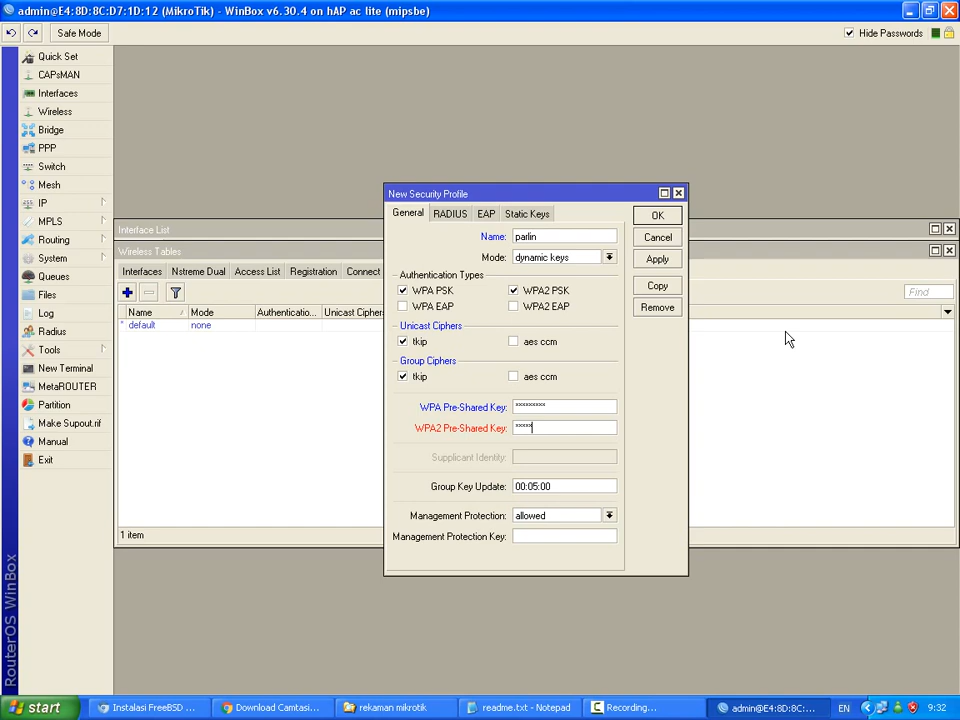 admin@E4:8D:8C:D7:1D:12 (MikroTik) - WinBox v6.30.4 on hAP ac lite (mipsbe)
Safe Mode
Hide Passwords
Quick Set
CAPsMAN
Interfaces
Wireless
Bridge
PPP
Switch
Mesh
IP
MPLS
Routing
System
Queues
Files
Log
Radius
Tools
New Terminal
MetaROUTER
Partition
Make Supout.rif
Manual
Exit
RouterOS WinBox
Interface List
Wireless Tables
Interfaces Nstreme Dual Access List Registration Connect
Find
Name Mode Authenticatio... Unicast Ciphers
* default none
1 item
New Security Profile
General RADIUS EAP Static Keys
Name: parlin
Mode: dynamic keys
Authentication Types
WPA PSK WPA2 PSK
WPA EAP WPA2 EAP
Unicast Ciphers
tkip aes ccm
Group Ciphers
tkip aes ccm
WPA Pre-Shared Key: *********
WPA2 Pre-Shared Key: *****
Supplicant Identity:
Group Key Update: 00:05:00
Management Protection: allowed
Management Protection Key:
OK
Cancel
Apply
Copy
Remove
start
Instalasi FreeBSD ...
Download Camtasi...
rekaman mikrotik
readme.txt - Notepad
Recording...
admin@E4:8D:8C:...
EN
9:32